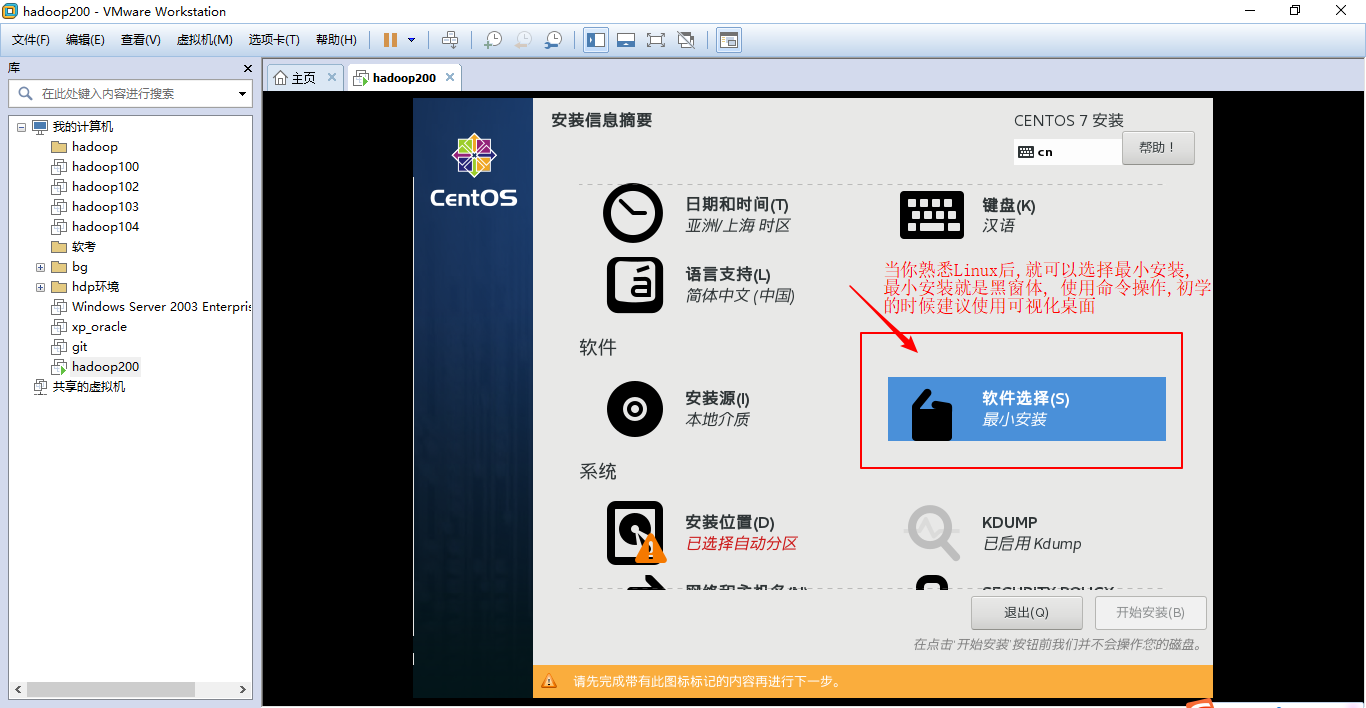 hadoop200 - VMware Workstation
文件(F) 编辑(E) 查看(V) 虚拟机(M) 选项卡(T) 帮助(H)
库
在此处键入内容进行搜索
我的计算机
hadoop
hadoop100
hadoop102
hadoop103
hadoop104
软考
bg
hdp环境
Windows Server 2003 Enterpris
xp_oracle
git
hadoop200
共享的虚拟机
主页
hadoop200
CentOS
安装信息摘要
CENTOS 7 安装
cn
帮助！
日期和时间(T)
亚洲/上海 时区
键盘(K)
汉语
语言支持(L)
简体中文 (中国)
当你熟悉Linux后, 就可以选择最小安装,
最小安装就是黑窗体, 使用命令操作, 初学
的时候建议使用可视化桌面
软件
安装源(I)
本地介质
软件选择(S)
最小安装
系统
安装位置(D)
已选择自动分区
KDUMP
已启用 Kdump
网络和主机名(N)
SECURITY POLICY
退出(Q)
开始安装(B)
在点击'开始安装'按钮前我们并不会操作您的磁盘。
请先完成带有此图标标记的内容再进行下一步。